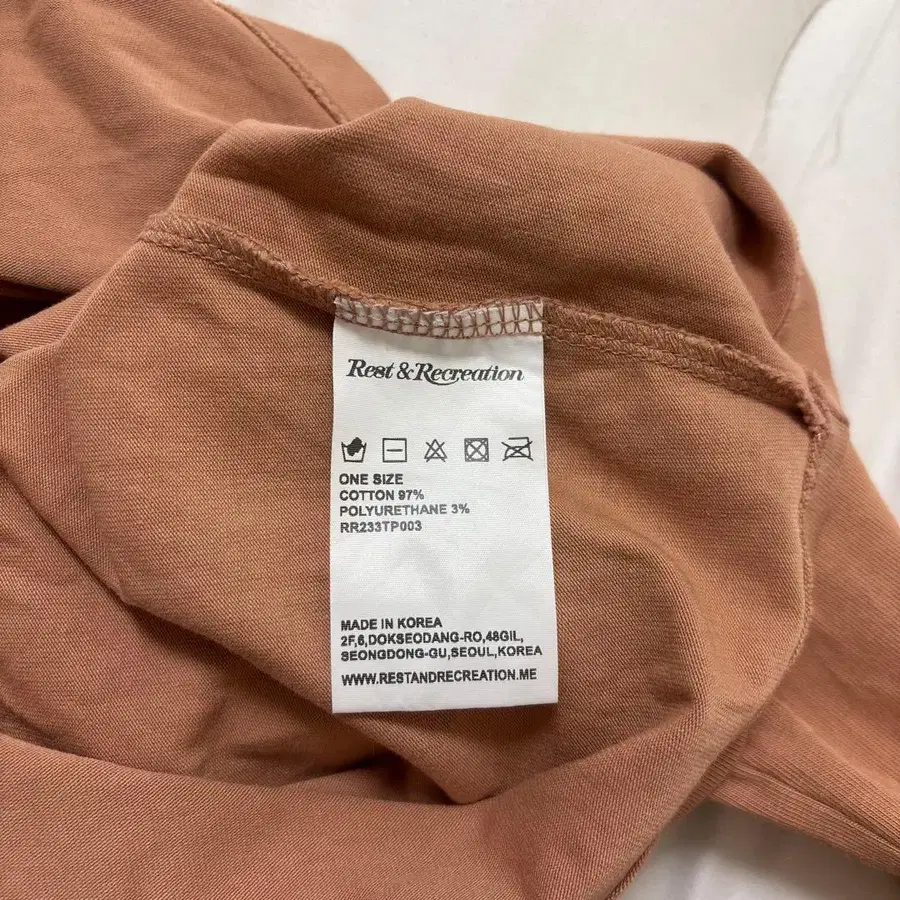 Rest & Recreation
ONE SIZE
COTTON 97%
POLYURETHANE 3%
RR233TP003
MADE IN KOREA
2F,6,DOKSEODANG-RO,48GIL,
SEONGDONG-GU,SEOUL,KOREA
WWW.RESTANDRECREATION.ME